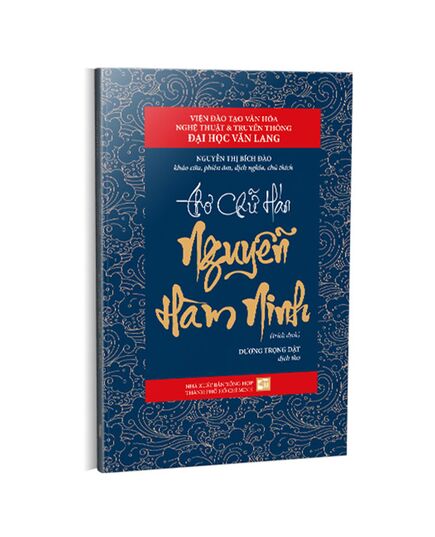 VIỆN ĐÀO TẠO VĂN HÓA
NGHỆ THUẬT & TRUYỀN THÔNG
ĐẠI HỌC VĂN LANG
NGUYỄN THỊ BÍCH ĐÀO
khảo cứu, phiên âm, dịch nghĩa, chú thích
Thơ Chữ Hán
Nguyễn
Hàm Ninh
(trích dịch)
DƯƠNG TRỌNG DẬT
dịch thơ
NHÀ XUẤT BẢN TỔNG HỢP
THÀNH PHỐ HỒ CHÍ MINH